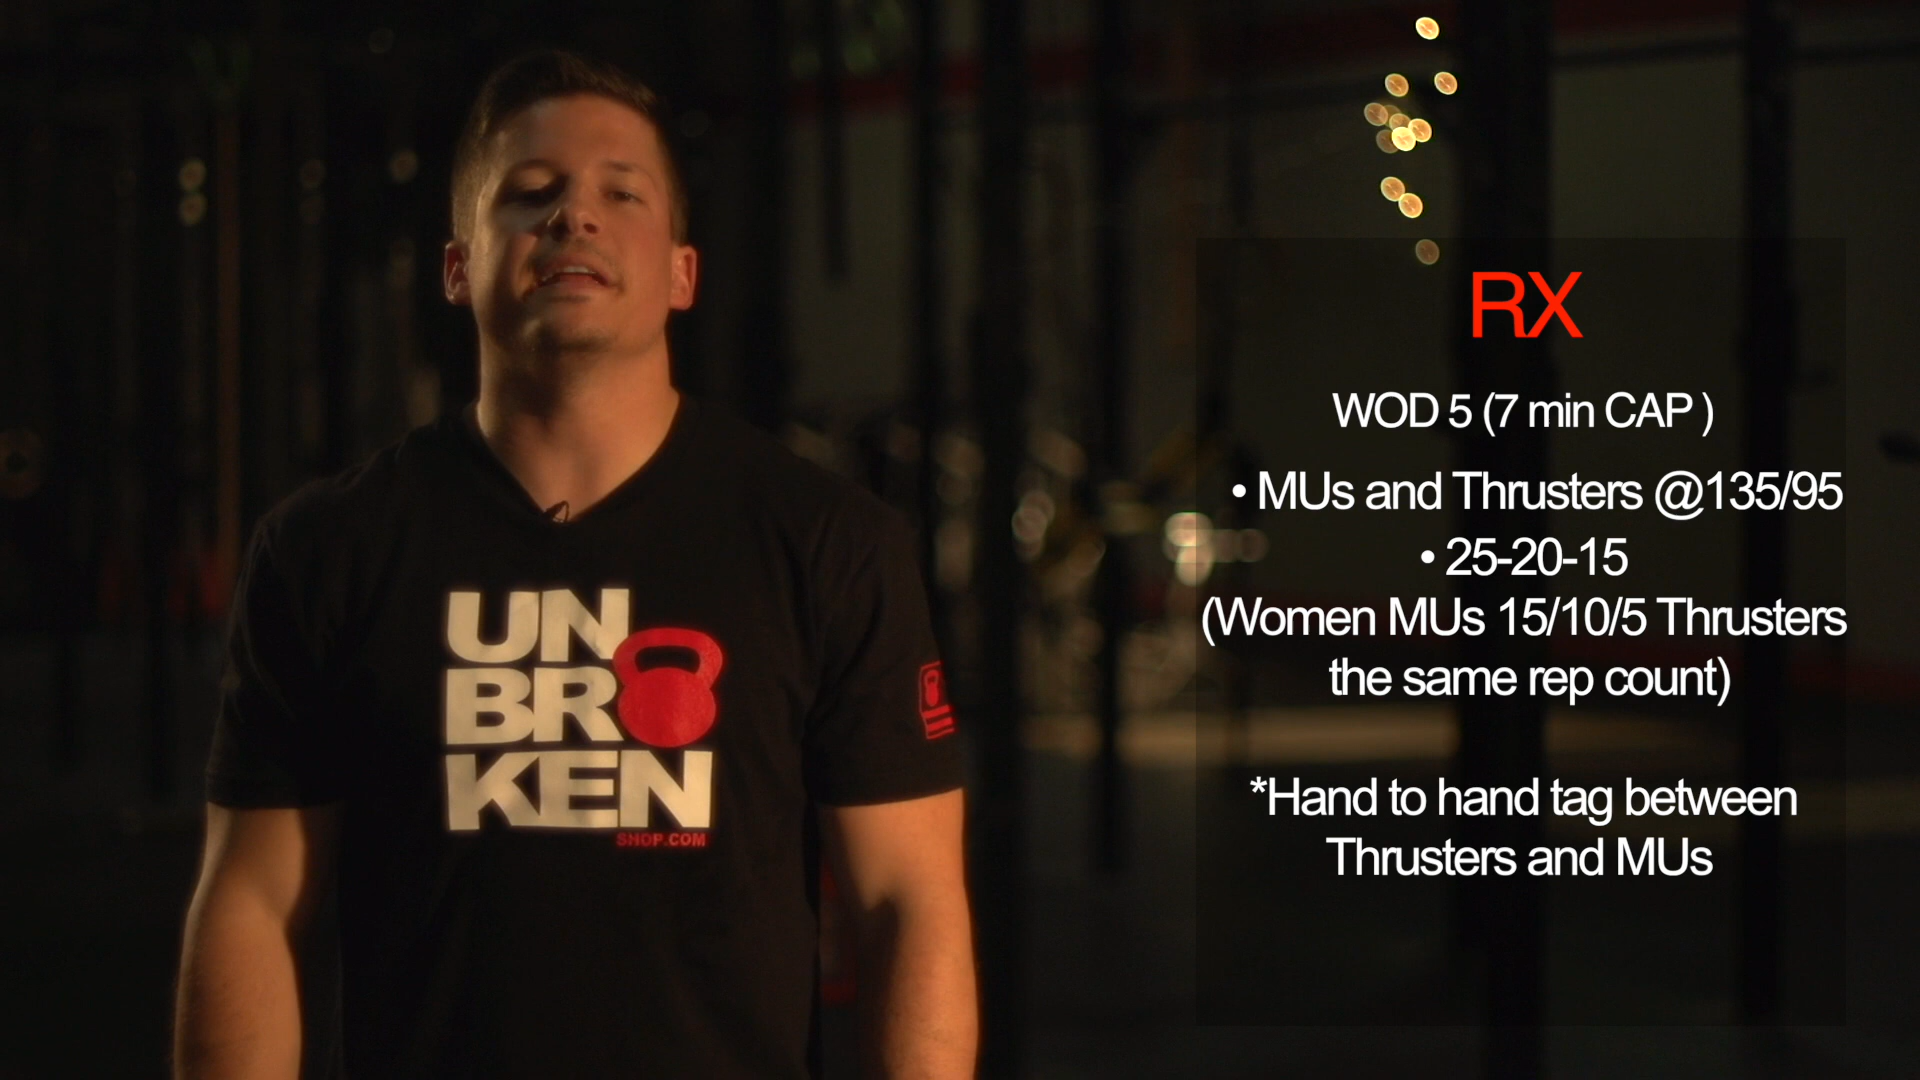 RX
WOD 5 (7 min CAP )
• MUs and Thrusters @135/95
• 25-20-15
(Women MUs 15/10/5 Thrusters
the same rep count)
*Hand to hand tag between
Thrusters and MUs
UN
BR
KEN
SHOP.COM